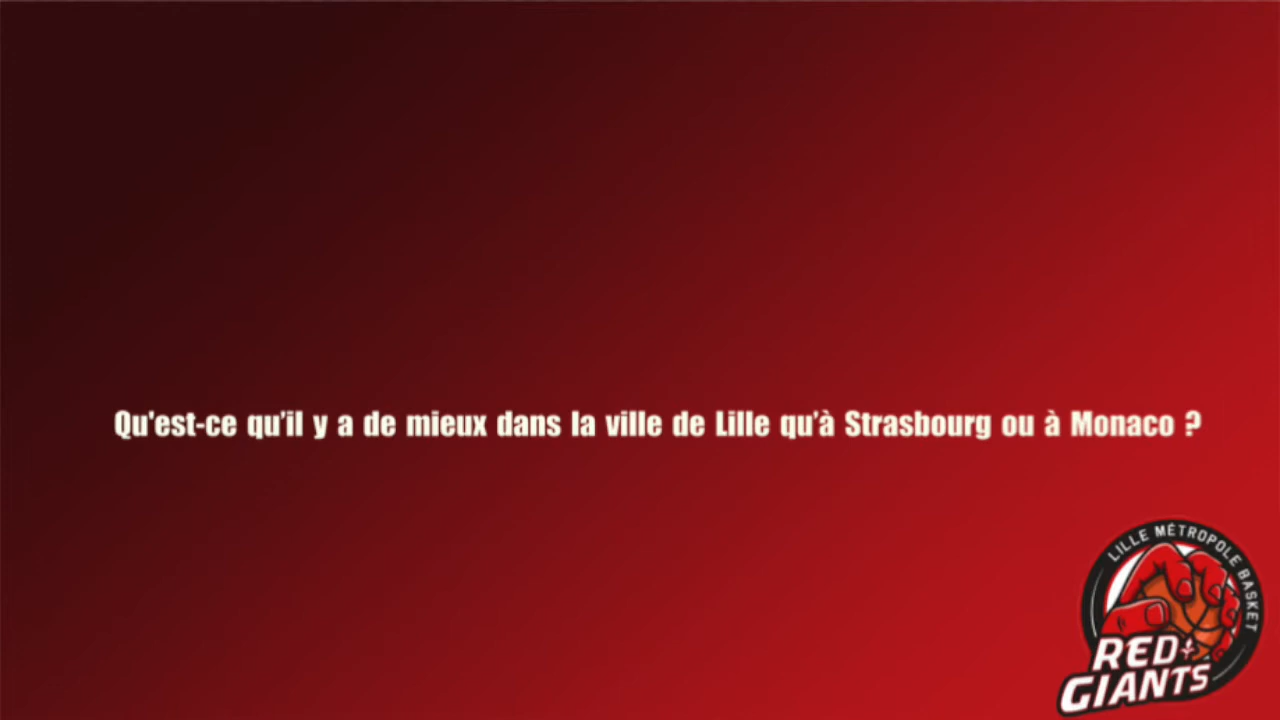 Qu'est-ce qu’il y a de mieux dans la ville de Lille qu’à Strasbourg ou à Monaco ?
LILLE MÉTROPOLE BASKET
RED
GIANTS